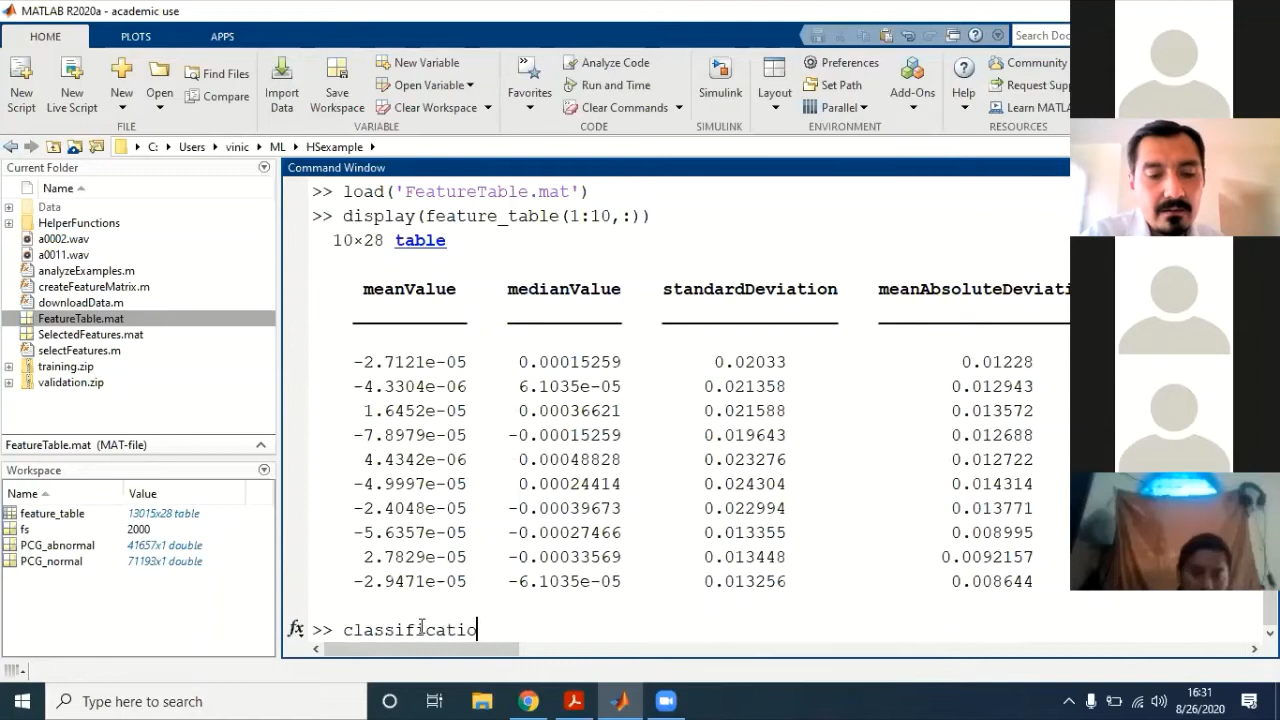 MATLAB R2020a - academic use
HOME PLOTS APPS Search Doc
New Script
New Live Script
New
Open
Find Files
Compare
Import Data
Save Workspace
New Variable
Open Variable
Clear Workspace
Favorites
Analyze Code
Run and Time
Clear Commands
Simulink
Layout
Preferences
Set Path
Parallel
Add-Ons
Help
Community
Request Sup
Learn MATL
FILE VARIABLE CODE SIMULINK ENVIRONMENT RESOURCES
C: Users vinic ML HSexample
Current Folder
Name
Data
HelperFunctions
a0002.wav
a0011.wav
analyzeExamples.m
createFeatureMatrix.m
downloadData.m
FeatureTable.mat
SelectedFeatures.mat
selectFeatures.m
training.zip
validation.zip
FeatureTable.mat (MAT-file)
Workspace
Name Value
feature_table 13015x28 table
fs 2000
PCG_abnormal 41657x1 double
PCG_normal 71193x1 double
Command Window
>> load('FeatureTable.mat')
>> display(feature_table(1:10,:))
10×28 table
meanValue medianValue standardDeviation meanAbsoluteDeviati
-2.7121e-05 0.00015259 0.02033 0.01228
-4.3304e-06 6.1035e-05 0.021358 0.012943
1.6452e-05 0.00036621 0.021588 0.013572
-7.8979e-05 -0.00015259 0.019643 0.012688
4.4342e-06 0.00048828 0.023276 0.012722
-4.9997e-05 0.00024414 0.024304 0.014314
-2.4048e-05 -0.00039673 0.022994 0.013771
-5.6357e-05 -0.00027466 0.013355 0.008995
2.7829e-05 -0.00033569 0.013448 0.0092157
-2.9471e-05 -6.1035e-05 0.013256 0.008644
fx >> classificatio
Type here to search
16:31
8/26/2020